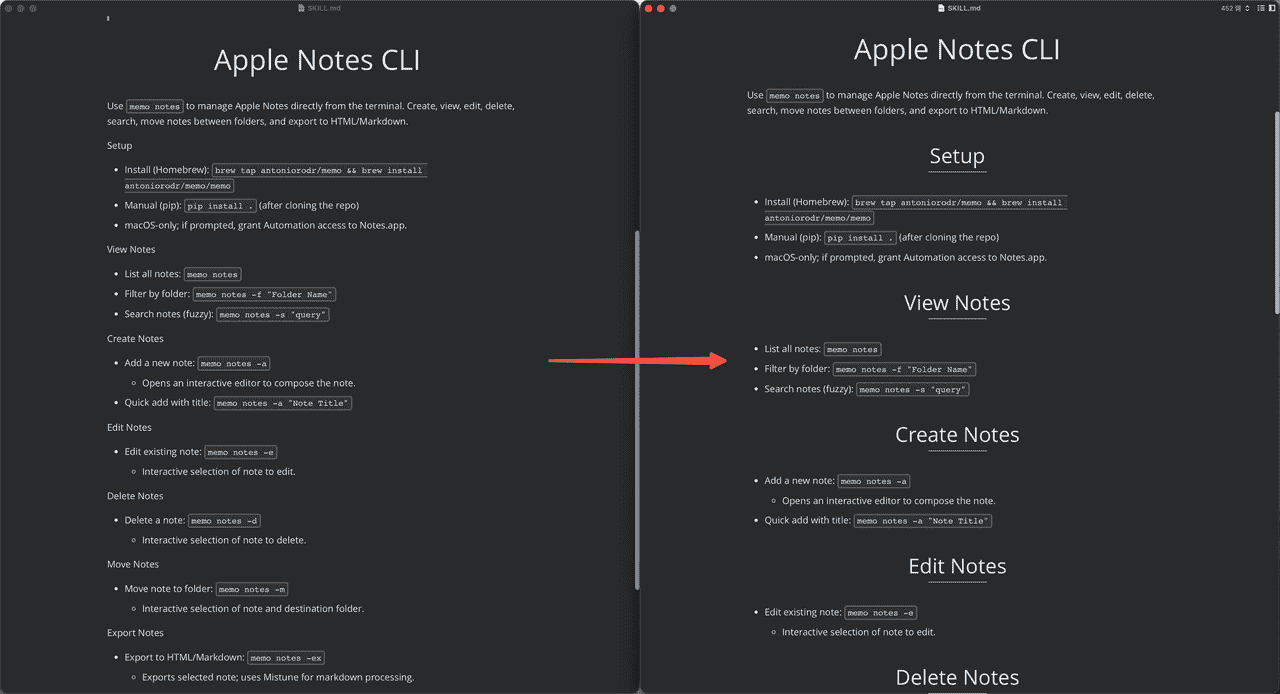 SKILL.md
Apple Notes CLI
Use memo notes to manage Apple Notes directly from the terminal. Create, view, edit, delete,
search, move notes between folders, and export to HTML/Markdown.
Setup
• Install (Homebrew): brew tap antoniorodr/memo && brew install
antoniorodr/memo/memo
• Manual (pip): pip install . (after cloning the repo)
• macOS-only; if prompted, grant Automation access to Notes.app.
View Notes
• List all notes: memo notes
• Filter by folder: memo notes -f "Folder Name"
• Search notes (fuzzy): memo notes -s "query"
Create Notes
• Add a new note: memo notes -a
◦ Opens an interactive editor to compose the note.
• Quick add with title: memo notes -a "Note Title"
Edit Notes
• Edit existing note: memo notes -e
◦ Interactive selection of note to edit.
Delete Notes
• Delete a note: memo notes -d
◦ Interactive selection of note to delete.
Move Notes
• Move note to folder: memo notes -m
◦ Interactive selection of note and destination folder.
Export Notes
• Export to HTML/Markdown: memo notes -ex
◦ Exports selected note; uses Mistune for markdown processing.
SKILL.md
452 词
Apple Notes CLI
Use memo notes to manage Apple Notes directly from the terminal. Create, view, edit, delete,
search, move notes between folders, and export to HTML/Markdown.
Setup
• Install (Homebrew): brew tap antoniorodr/memo && brew install
antoniorodr/memo/memo
• Manual (pip): pip install . (after cloning the repo)
• macOS-only; if prompted, grant Automation access to Notes.app.
View Notes
• List all notes: memo notes
• Filter by folder: memo notes -f "Folder Name"
• Search notes (fuzzy): memo notes -s "query"
Create Notes
• Add a new note: memo notes -a
◦ Opens an interactive editor to compose the note.
• Quick add with title: memo notes -a "Note Title"
Edit Notes
• Edit existing note: memo notes -e
◦ Interactive selection of note to edit.
Delete Notes